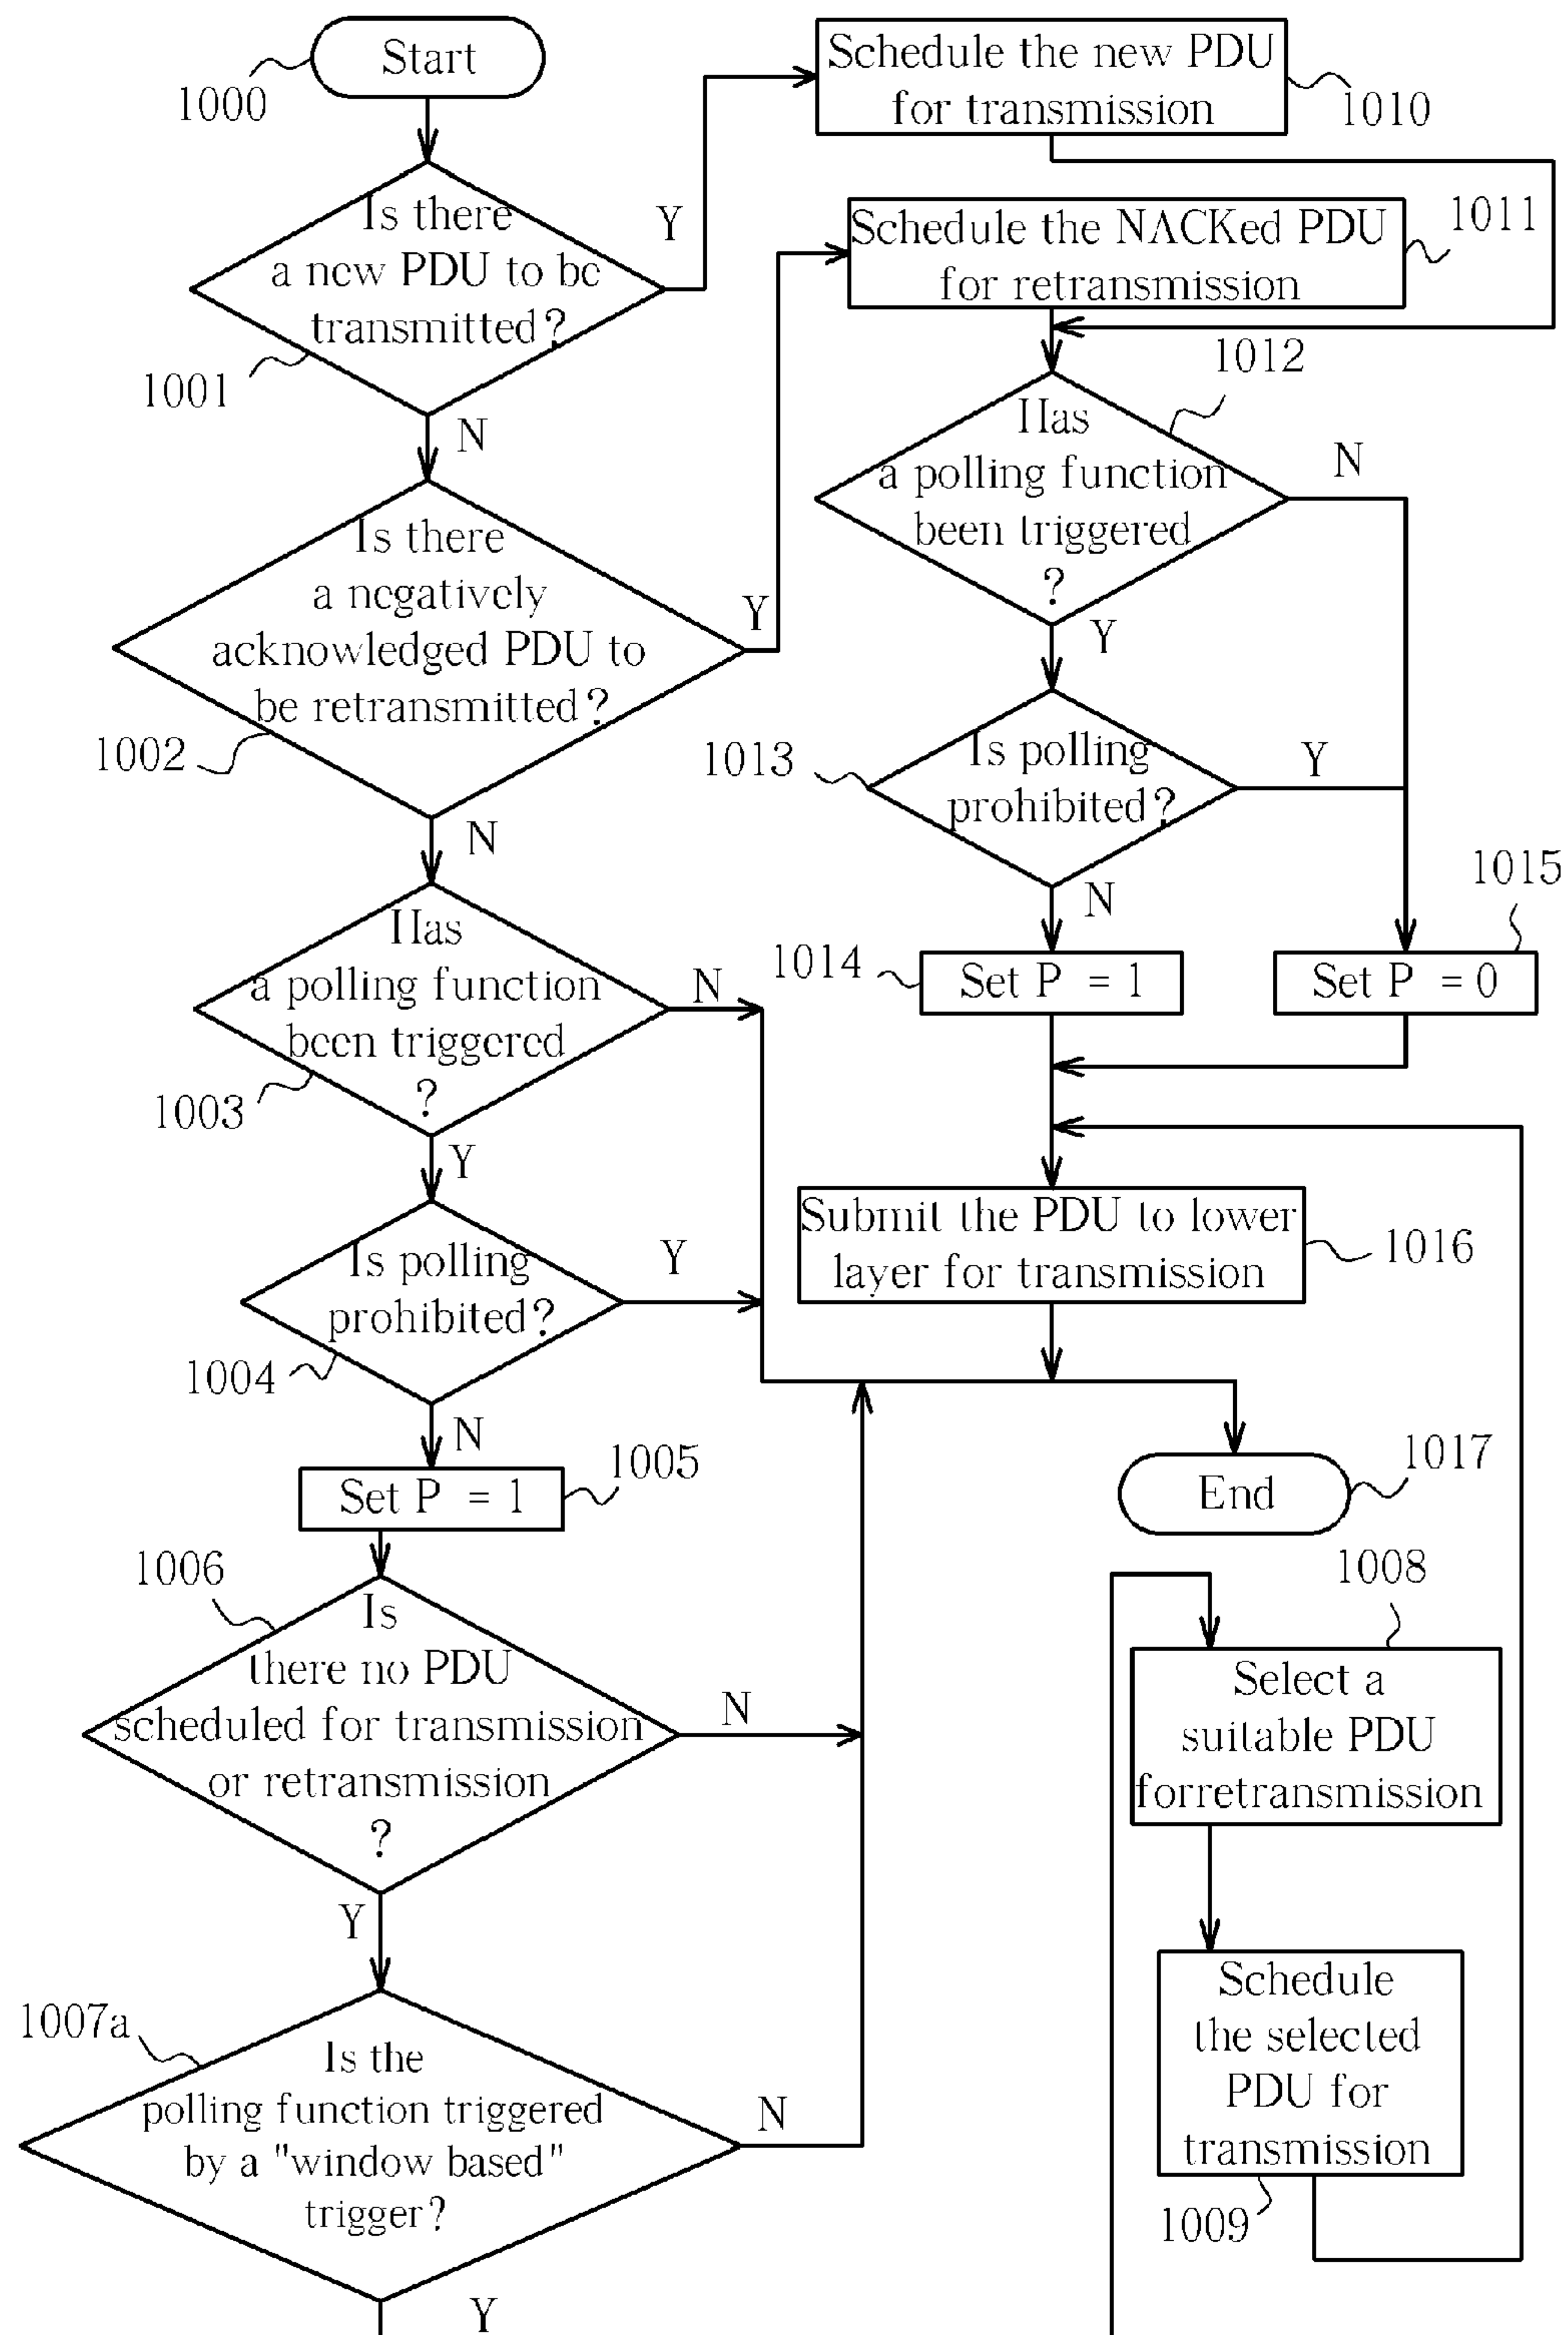 Start
1000
Is there
a new PDU to be
transmitted?
1001
Y
N
Is there
a negatively
acknowledged PDU to
be retransmitted?
1002
Y
N
Has
a polling function
been triggered
?
1003
N
Y
Is polling
prohibited?
1004
Y
N
Set P = 1
1005
1006
Is
there no PDU
scheduled for transmission
or retransmission
?
N
Y
1007a
Is the
polling function triggered
by a "window based"
trigger?
N
Y
Schedule the new PDU
for transmission
1010
Schedule the NACKed PDU
for retransmission
1011
1012
Has
a polling function
been triggered
?
N
Y
1013
Is polling
prohibited?
Y
N
1014
Set P = 1
1015
Set P = 0
Submit the PDU to lower
layer for transmission
1016
End
1017
1008
Select a
suitable PDU
forretransmission
Schedule
the selected
PDU for
transmission
1009